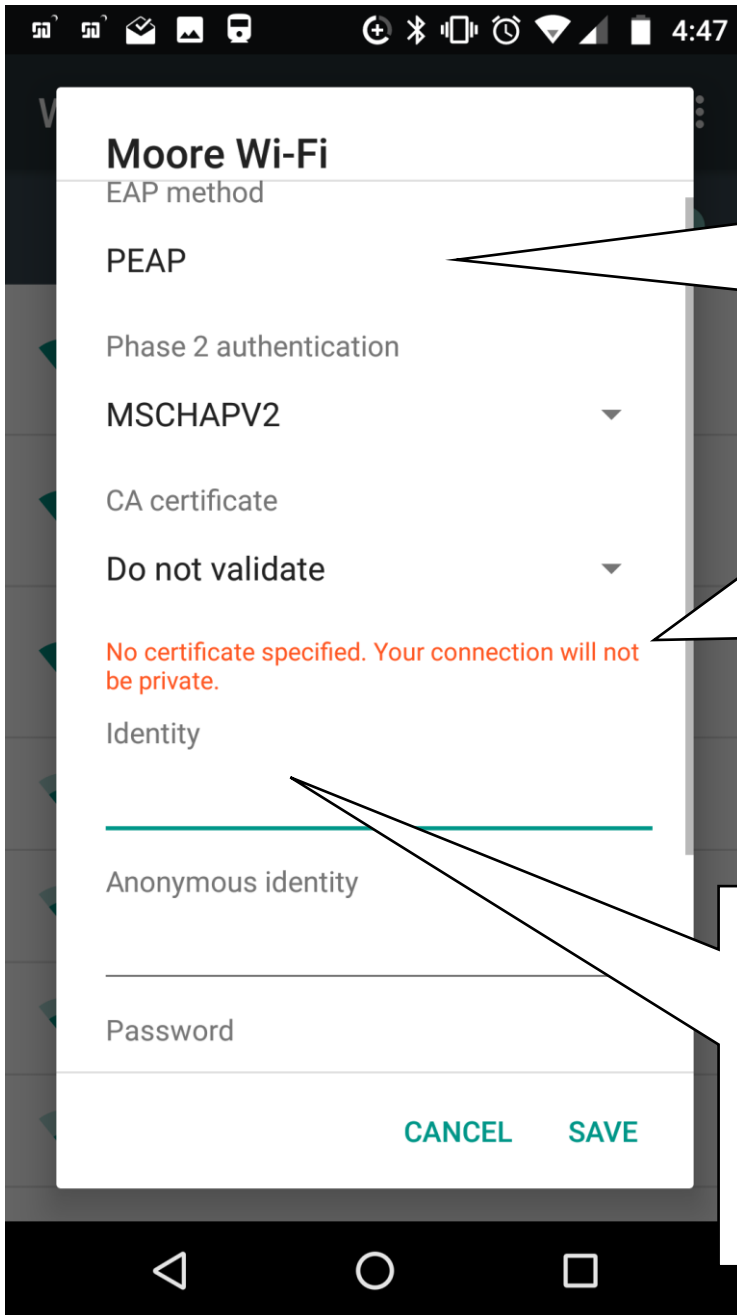 4:47
W
Moore Wi-Fi
EAP method
PEAP
Phase 2 authentication
MSCHAPV2
CA certificate
Do not validate
No certificate specified. Your connection will not
be private.
Identity
Anonymous identity
Password
CANCEL SAVE